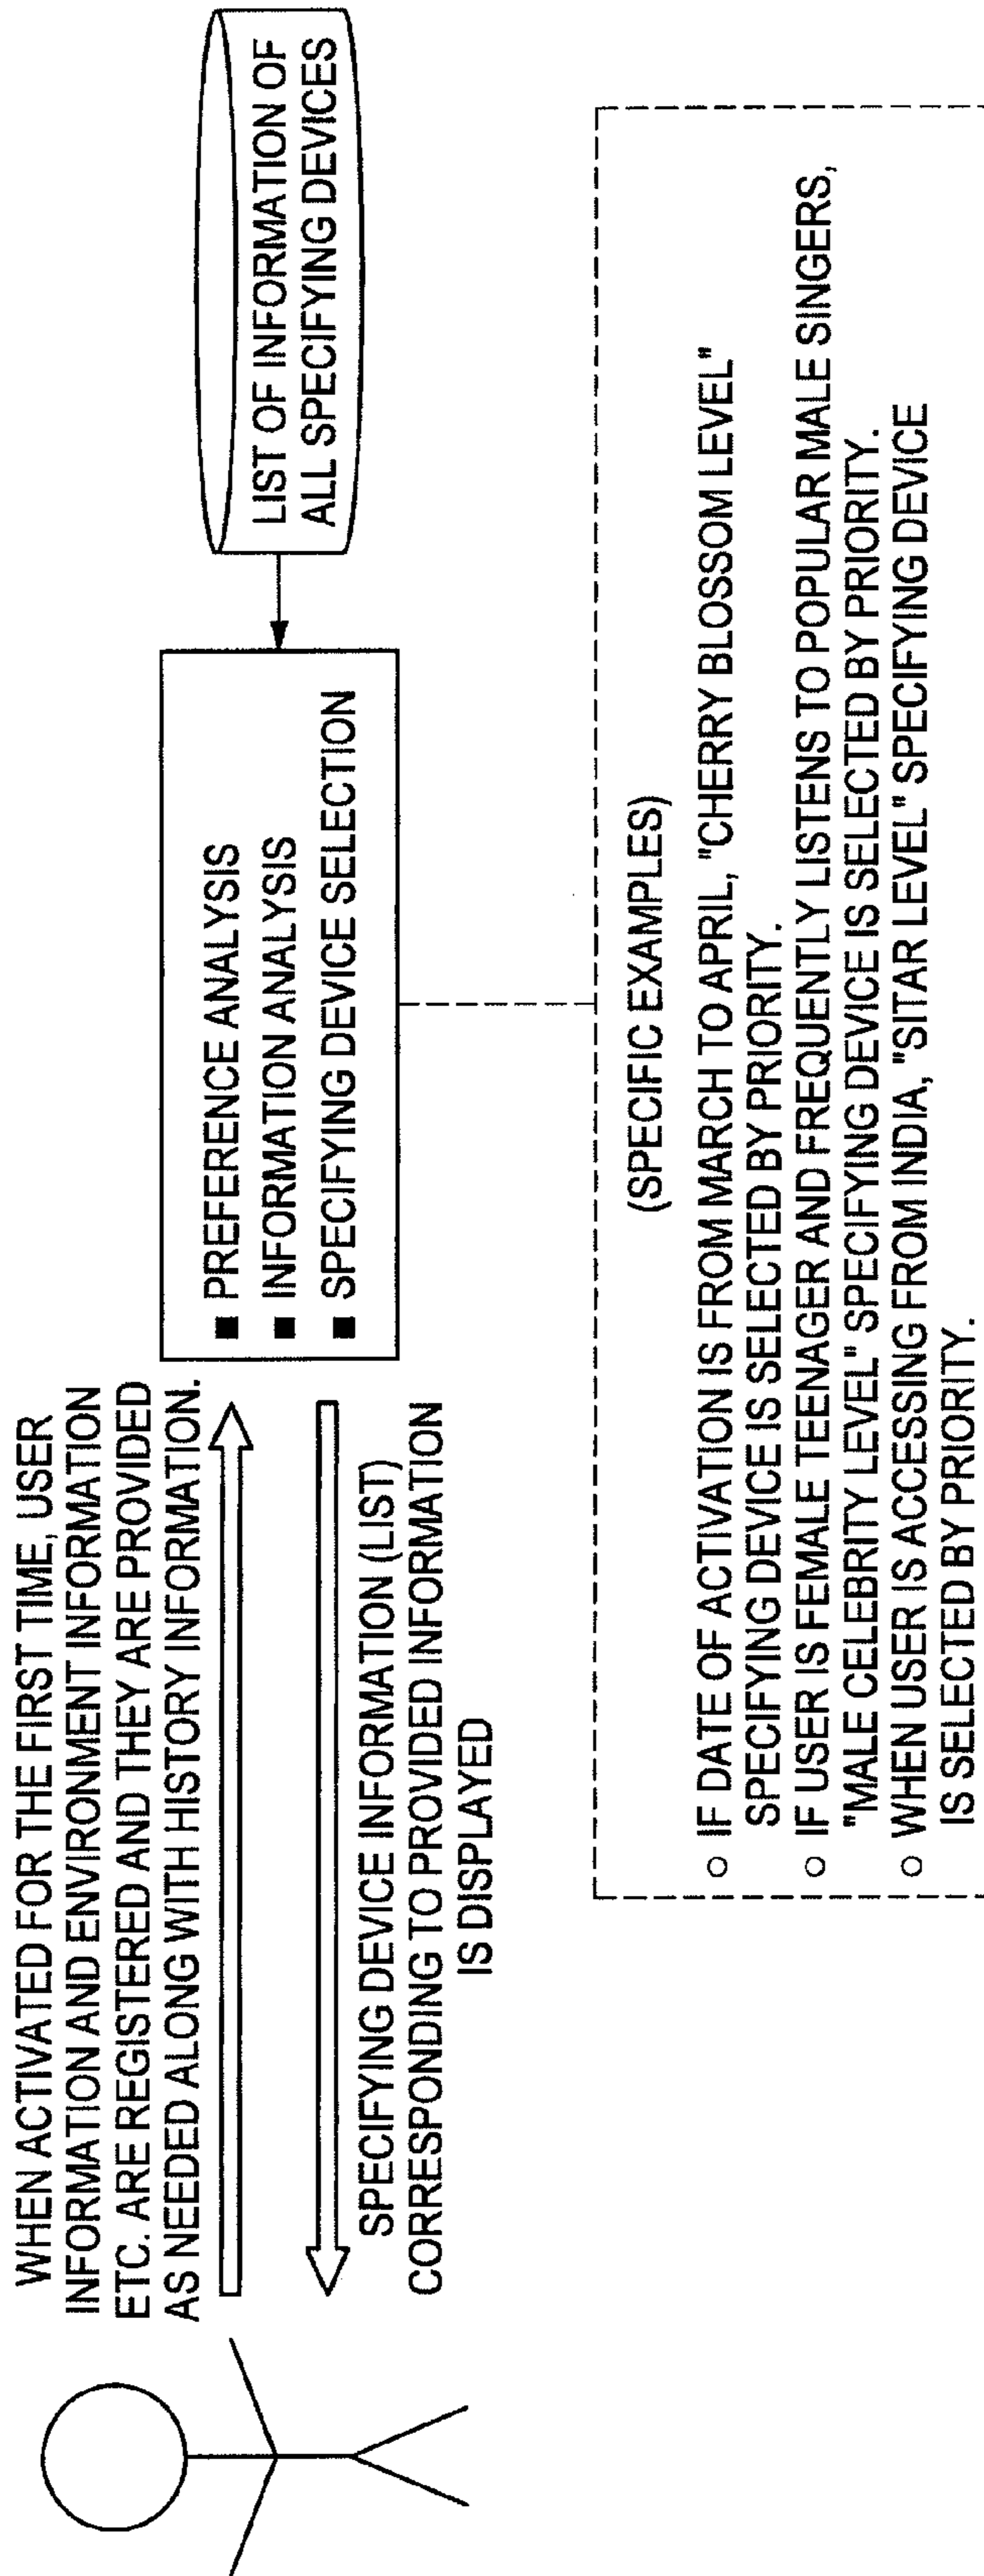 WHEN ACTIVATED FOR THE FIRST TIME, USER
INFORMATION AND ENVIRONMENT INFORMATION
ETC. ARE REGISTERED AND THEY ARE PROVIDED
AS NEEDED ALONG WITH HISTORY INFORMATION.
SPECIFYING DEVICE INFORMATION (LIST)
CORRESPONDING TO PROVIDED INFORMATION
IS DISPLAYED
■ PREFERENCE ANALYSIS
■ INFORMATION ANALYSIS
■ SPECIFYING DEVICE SELECTION
LIST OF INFORMATION OF
ALL SPECIFYING DEVICES
(SPECIFIC EXAMPLES)
○ IF DATE OF ACTIVATION IS FROM MARCH TO APRIL, "CHERRY BLOSSOM LEVEL"
SPECIFYING DEVICE IS SELECTED BY PRIORITY.
○ IF USER IS FEMALE TEENAGER AND FREQUENTLY LISTENS TO POPULAR MALE SINGERS,
"MALE CELEBRITY LEVEL" SPECIFYING DEVICE IS SELECTED BY PRIORITY.
○ WHEN USER IS ACCESSING FROM INDIA, "SITAR LEVEL" SPECIFYING DEVICE
IS SELECTED BY PRIORITY.